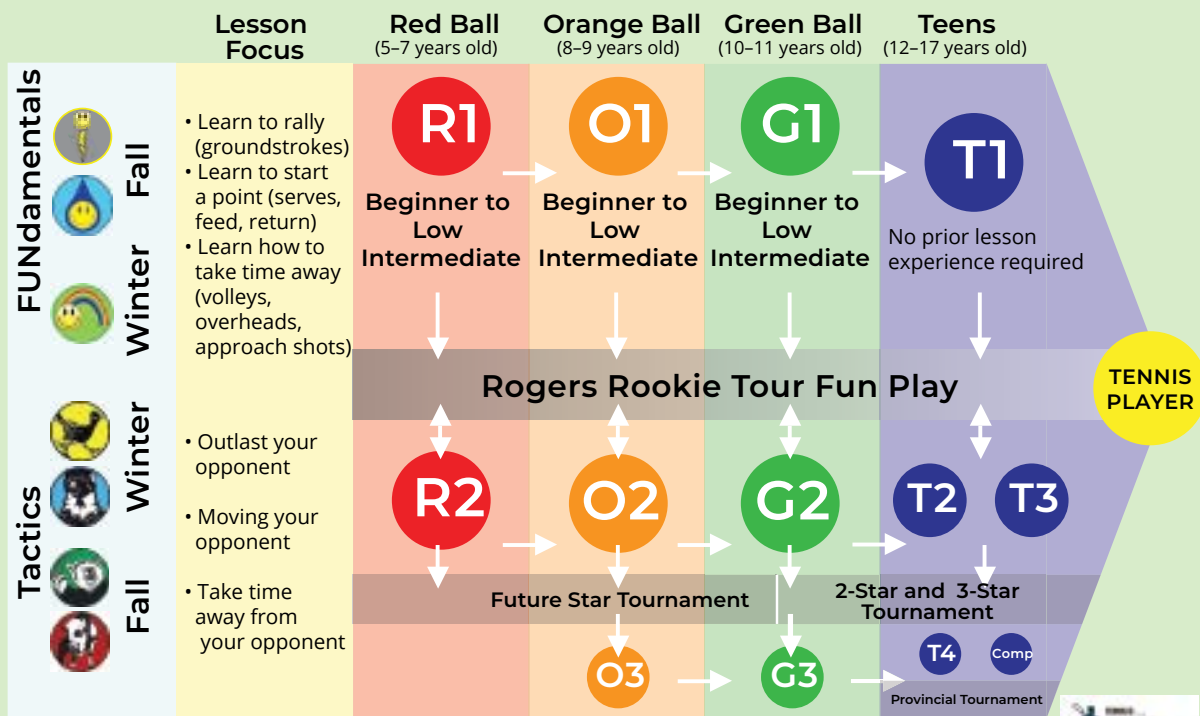 Lesson
Focus
Red Ball
(5–7 years old)
Orange Ball
(8–9 years old)
Green Ball
(10–11 years old)
Teens
(12–17 years old)
FUNdamentals
Fall
Winter
• Learn to rally
(groundstrokes)
• Learn to start
a point (serves,
feed, return)
• Learn how to
take time away
(volleys,
overheads,
approach shots)
R1
Beginner to
Low
Intermediate
O1
Beginner to
Low
Intermediate
G1
Beginner to
Low
Intermediate
T1
No prior lesson
experience required
Rogers Rookie Tour Fun Play
TENNIS
PLAYER
Tactics
Winter
Fall
• Outlast your
opponent
• Moving your
opponent
• Take time
away from
your opponent
R2
O2
G2
T2
T3
Future Star Tournament
2-Star and 3-Star
Tournament
O3
G3
T4
Comp
Provincial Tournament